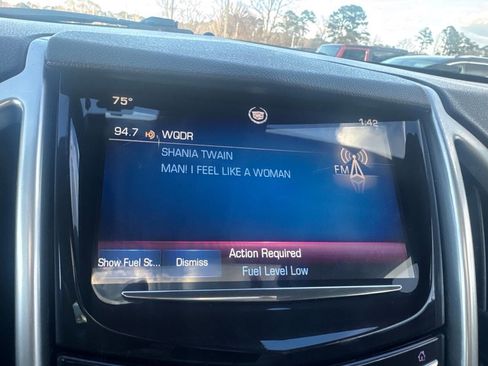 75°
1:42
94.7 WQDR
SHANIA TWAIN
MAN! I FEEL LIKE A WOMAN
FM
Action Required
Show Fuel St...
Dismiss
Fuel Level Low